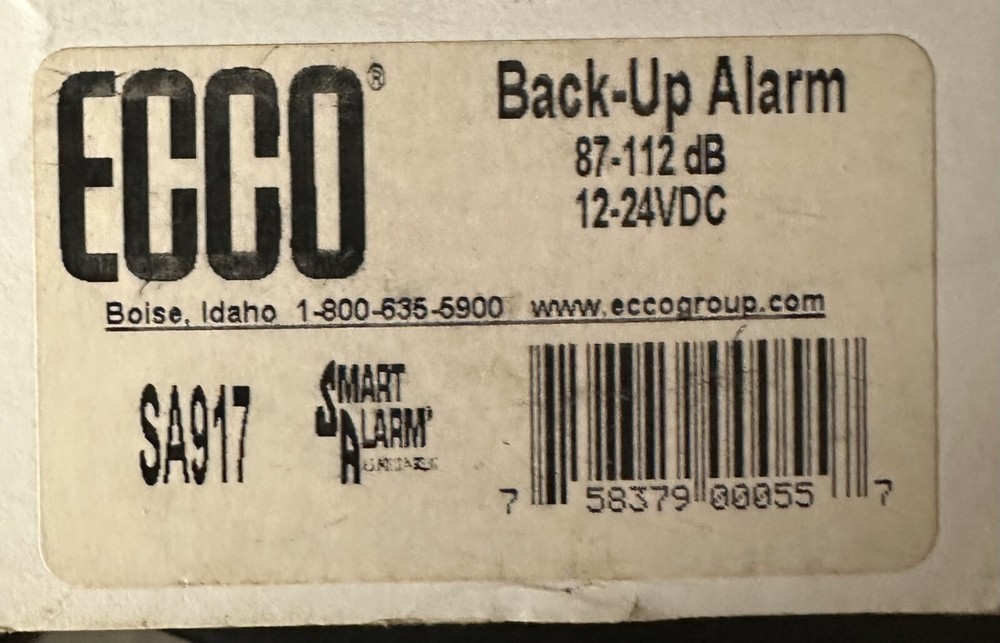 ECCO®
Back-Up Alarm
87-112 dB
12-24VDC
Boise, Idaho 1-800-635-5900 www.eccogroup.com
SA917
SMART
ALARM
7 58379 00055 7